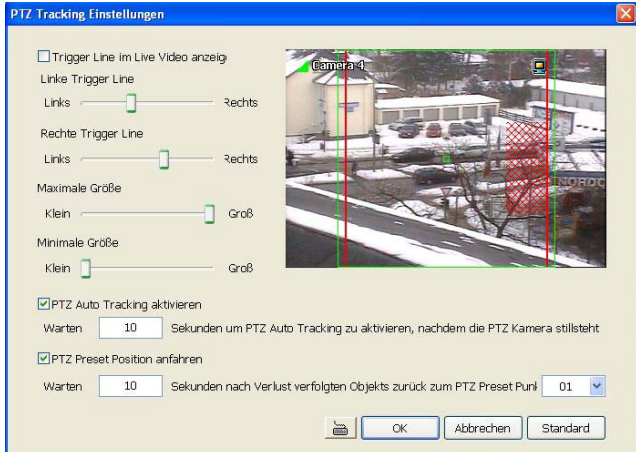 PTZ Tracking Einstellungen
Trigger Line im Live Video anzeig
Linke Trigger Line
Links
Rechts
Rechte Trigger Line
Links
Rechts
Maximale Größe
Klein
Groß
Minimale Größe
Klein
Groß
Camera 4
NORDC
PTZ Auto Tracking aktivieren
Warten 10 Sekunden um PTZ Auto Tracking zu aktivieren, nachdem die PTZ Kamera stillsteht
PTZ Preset Position anfahren
Warten 10 Sekunden nach Verlust verfolgten Objekts zurück zum PTZ Preset Punk 01
OK
Abbrechen
Standard